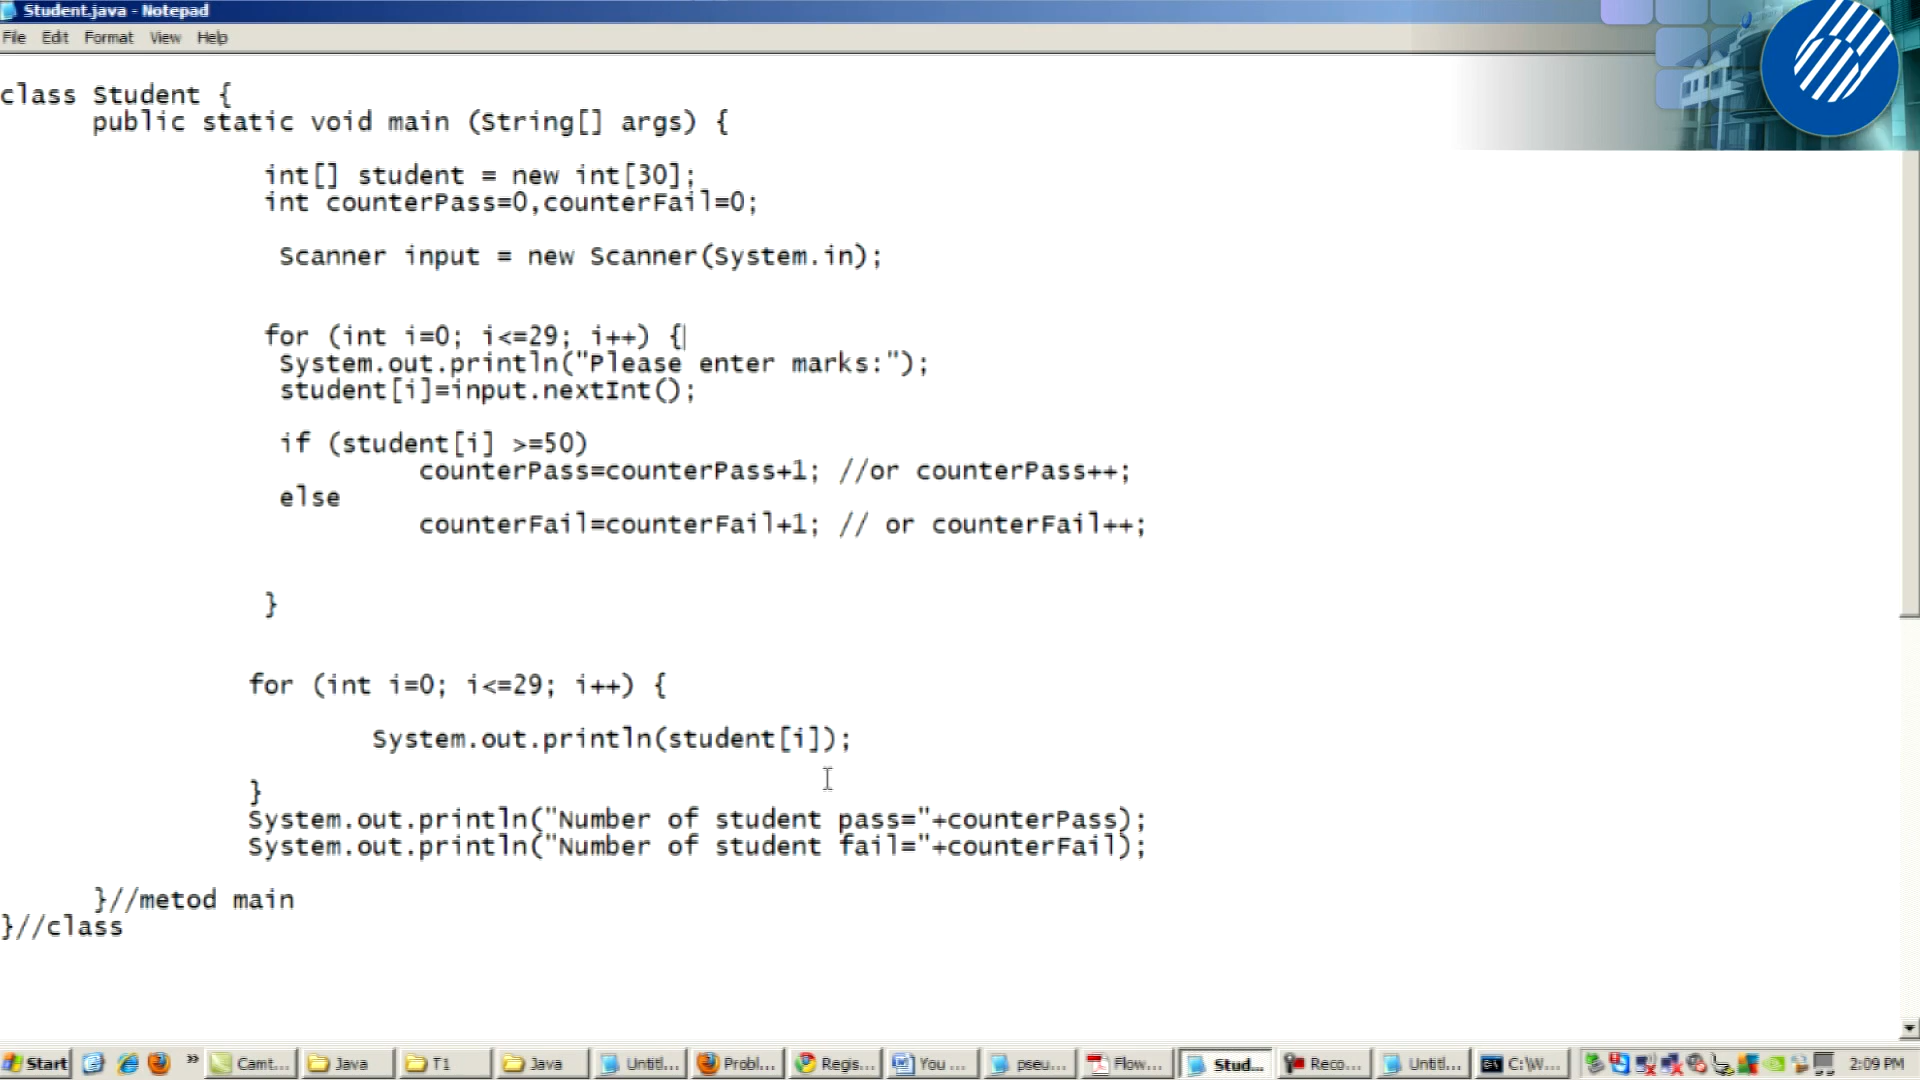 Student.java - Notepad
File Edit Format View Help
class Student {
public static void main (String[] args) {
int[] student = new int[30];
int counterPass=0,counterFail=0;
Scanner input = new Scanner(System.in);
for (int i=0; i<=29; i++) {
System.out.println("Please enter marks:");
student[i]=input.nextInt();
if (student[i] >=50)
counterPass=counterPass+1; //or counterPass++;
else
counterFail=counterFail+1; // or counterFail++;
}
for (int i=0; i<=29; i++) {
System.out.println(student[i]);
}
System.out.println("Number of student pass="+counterPass);
System.out.println("Number of student fail="+counterFail);
}//metod main
}//class
Start » Camt... Java T1 Java Untitl... Probl... Regis... You ... pseu... Flow... Stud... Reco... Untitl... C:\W... 2:09 PM